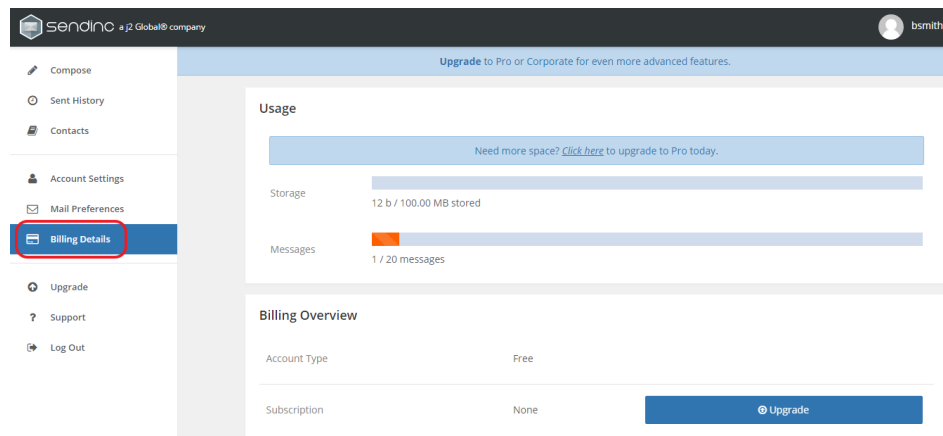 sendinc a j2 Global® company
bsmith
Upgrade to Pro or Corporate for even more advanced features.
Compose
Sent History
Contacts
Account Settings
Mail Preferences
Billing Details
Upgrade
Support
Log Out
Usage
Need more space? Click here to upgrade to Pro today.
Storage
12 b / 100.00 MB stored
Messages
1 / 20 messages
Billing Overview
Account Type Free
Subscription None Upgrade